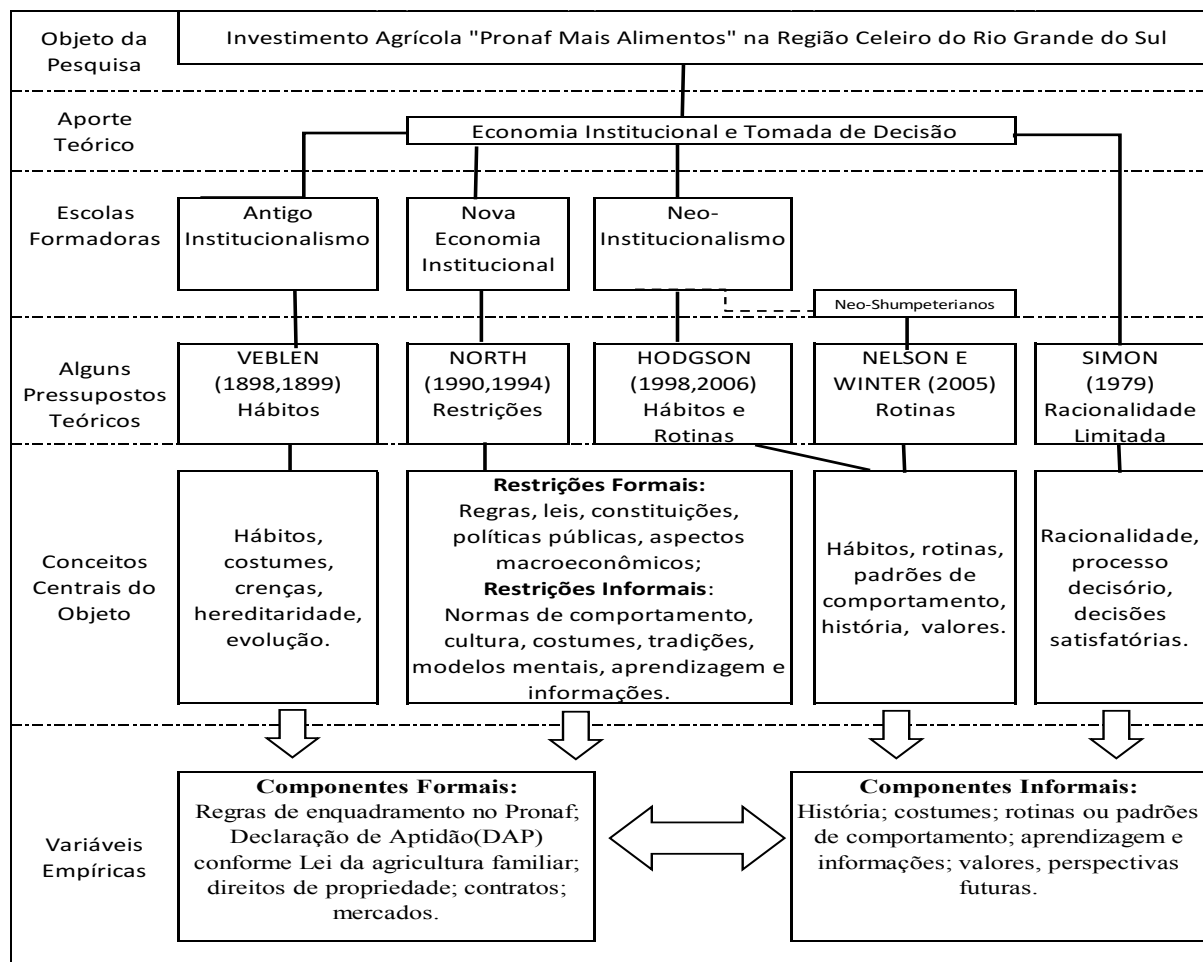 Objeto da
Pesquisa
Investimento Agrícola "Pronaf Mais Alimentos" na Região Celeiro do Rio Grande do Sul
Aporte
Teórico
Economia Institucional e Tomada de Decisão
Escolas
Formadoras
Antigo
Institucionalismo
Nova
Economia
Institucional
Neo-
Institucionalismo
Neo-Shumpeterianos
Alguns
Pressupostos
Teóricos
VEBLEN
(1898,1899)
Hábitos
NORTH
(1990,1994)
Restrições
HODGSON
(1998,2006)
Hábitos e
Rotinas
NELSON E
WINTER (2005)
Rotinas
SIMON
(1979)
Racionalidade
Limitada
Conceitos
Centrais do
Objeto
Hábitos,
costumes,
crenças,
hereditaridade,
evolução.
Restrições Formais:
Regras, leis, constituições,
políticas públicas, aspectos
macroeconômicos;
Restrições Informais:
Normas de comportamento,
cultura, costumes, tradições,
modelos mentais, aprendizagem e
informações.
Hábitos, rotinas,
padrões de
comportamento,
história, valores.
Racionalidade,
processo
decisório,
decisões
satisfatórias.
Variáveis
Empíricas
Componentes Formais:
Regras de enquadramento no Pronaf;
Declaração de Aptidão(DAP)
conforme Lei da agricultura familiar;
direitos de propriedade; contratos;
mercados.
Componentes Informais:
História; costumes; rotinas ou padrões
de comportamento; aprendizagem e
informações; valores, perspectivas
futuras.